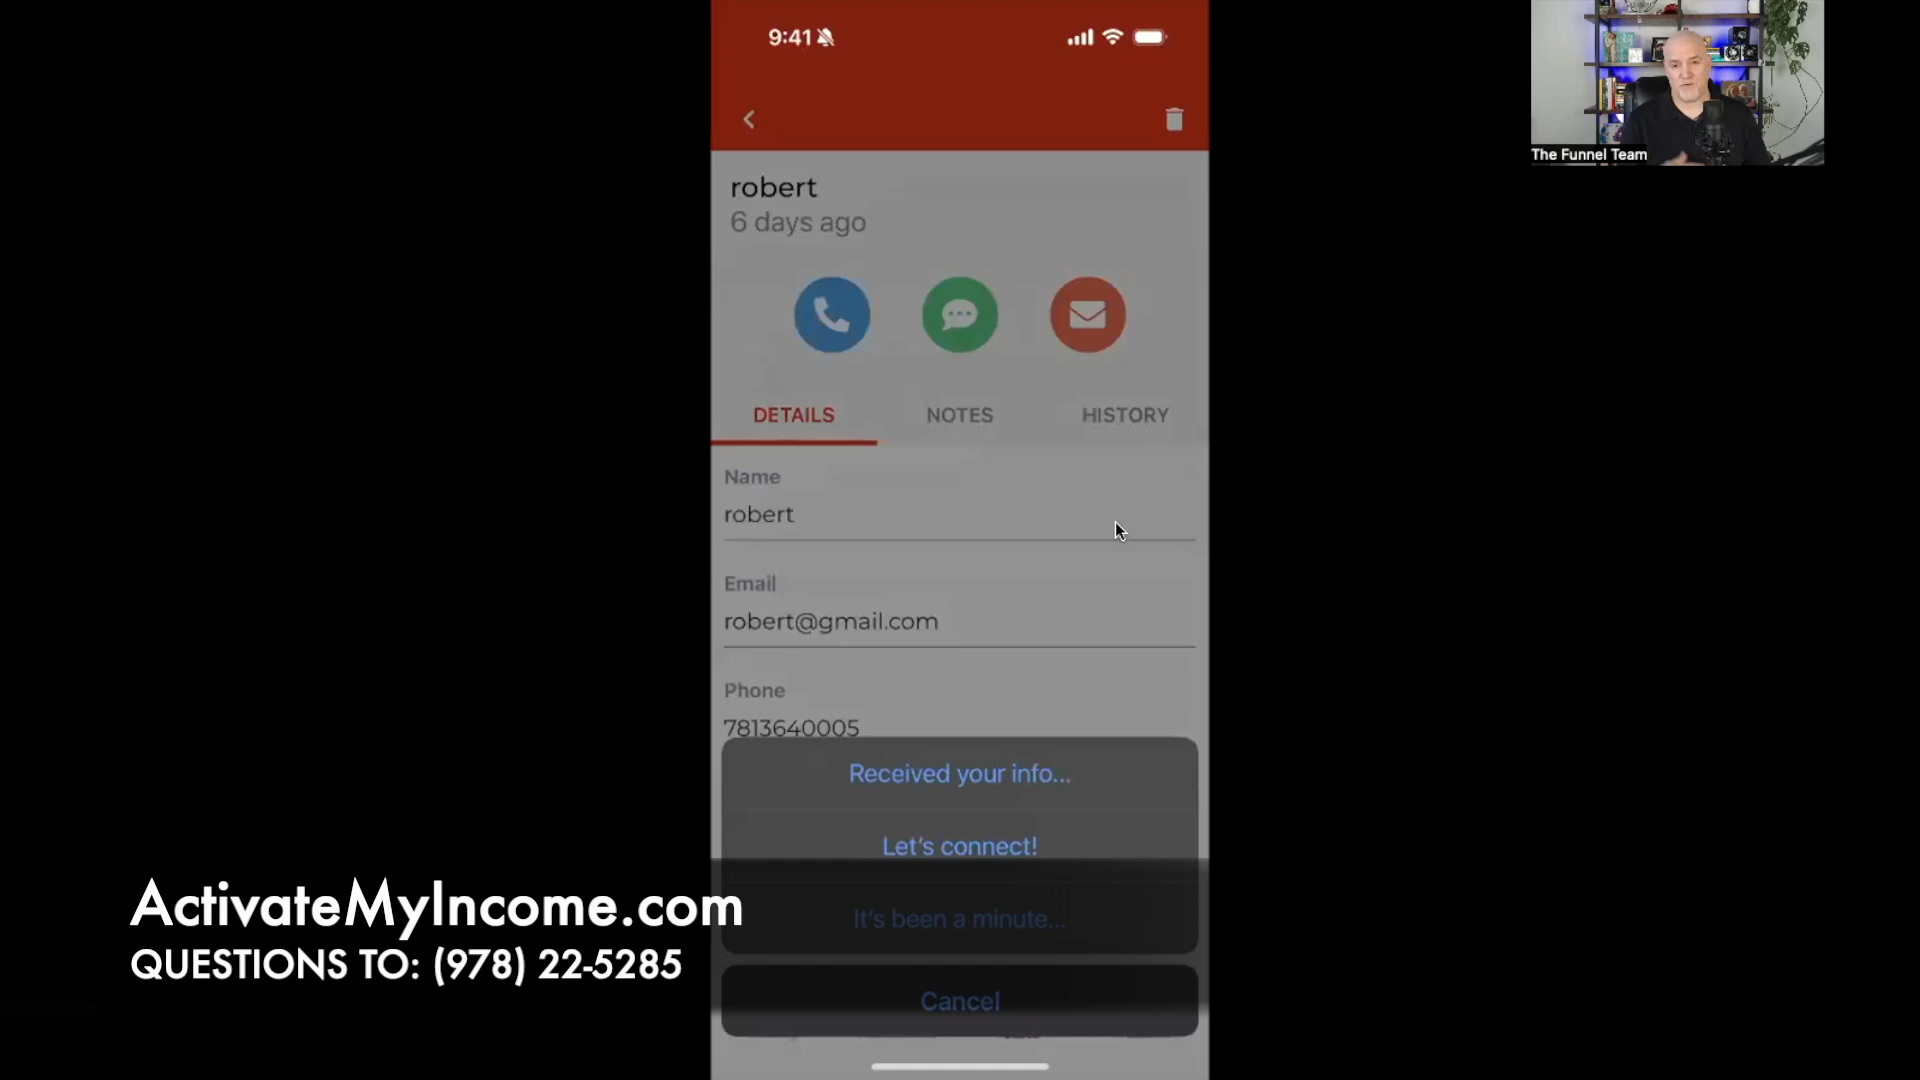 9:41
The Funnel Team
robert
6 days ago
DETAILS
NOTES
HISTORY
Name
robert
Email
robert@gmail.com
Phone
7813640005
Received your info...
Let's connect!
It's been a minute...
Cancel
ActivateMyIncome.com
QUESTIONS TO: (978) 22-5285